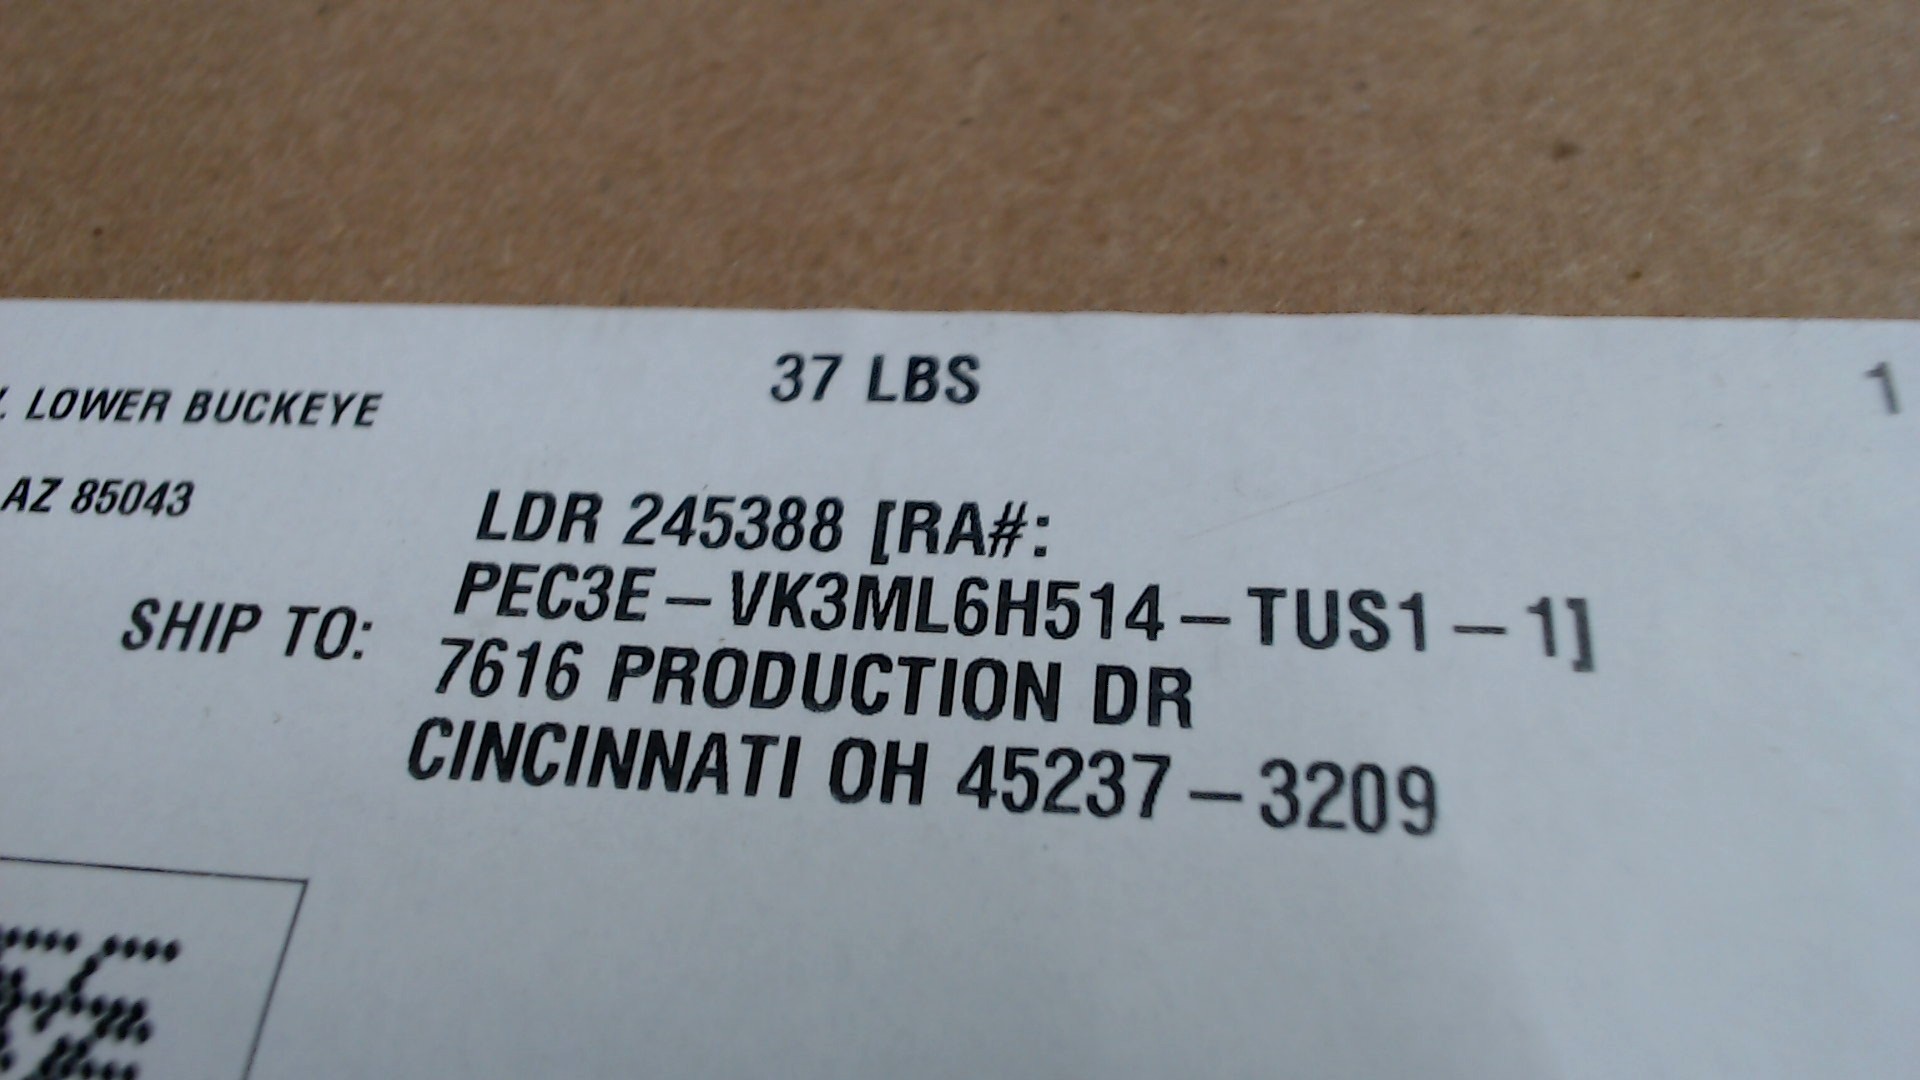 37 LBS
1
LOWER BUCKEYE
AZ 85043
LDR 245388 [RA#:
PEC3E-VK3ML6H514-TUS1-1]
SHIP TO:
7616 PRODUCTION DR
CINCINNATI OH 45237-3209